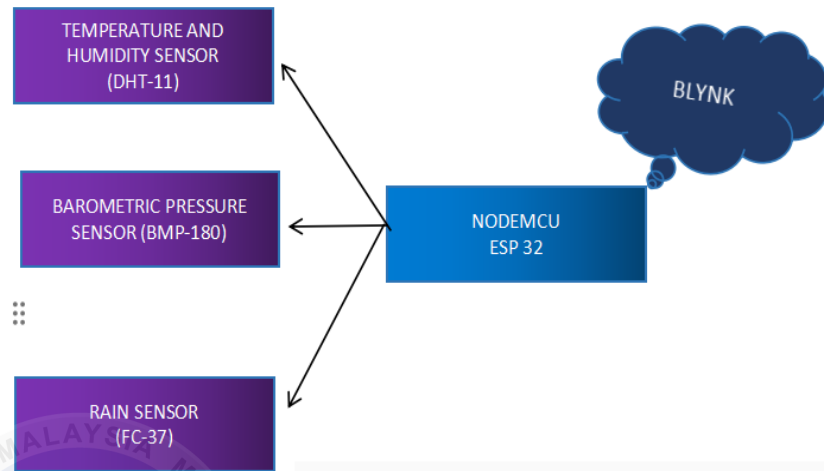 TEMPERATURE AND
HUMIDITY SENSOR
(DHT-11)
BLYNK
BAROMETRIC PRESSURE
SENSOR (BMP-180)
NODEMCU
ESP 32
RAIN SENSOR
(FC-37)
MALAYSIA